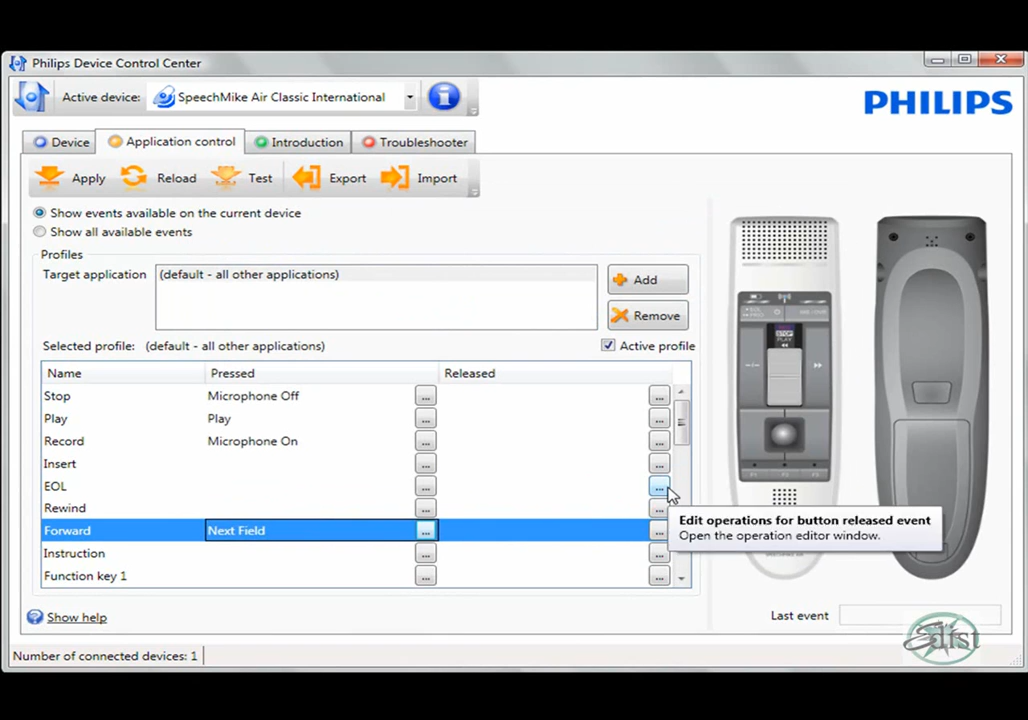 Philips Device Control Center
Active device: SpeechMike Air Classic International
PHILIPS
Device Application control Introduction Troubleshooter
Apply Reload Test Export Import
Show events available on the current device
Show all available events
Profiles
Target application (default - all other applications) Add
Remove
Selected profile: (default - all other applications) Active profile
Name Pressed Released
Stop Microphone Off ... ...
Play Play ... ...
Record Microphone On ... ...
Insert ... ...
EOL ... ...
Rewind ... ...
Forward Next Field ... ...
Instruction ... ...
Function key 1 ... ...
Edit operations for button released event
Open the operation editor window.
Show help
Last event
Edist
Number of connected devices: 1